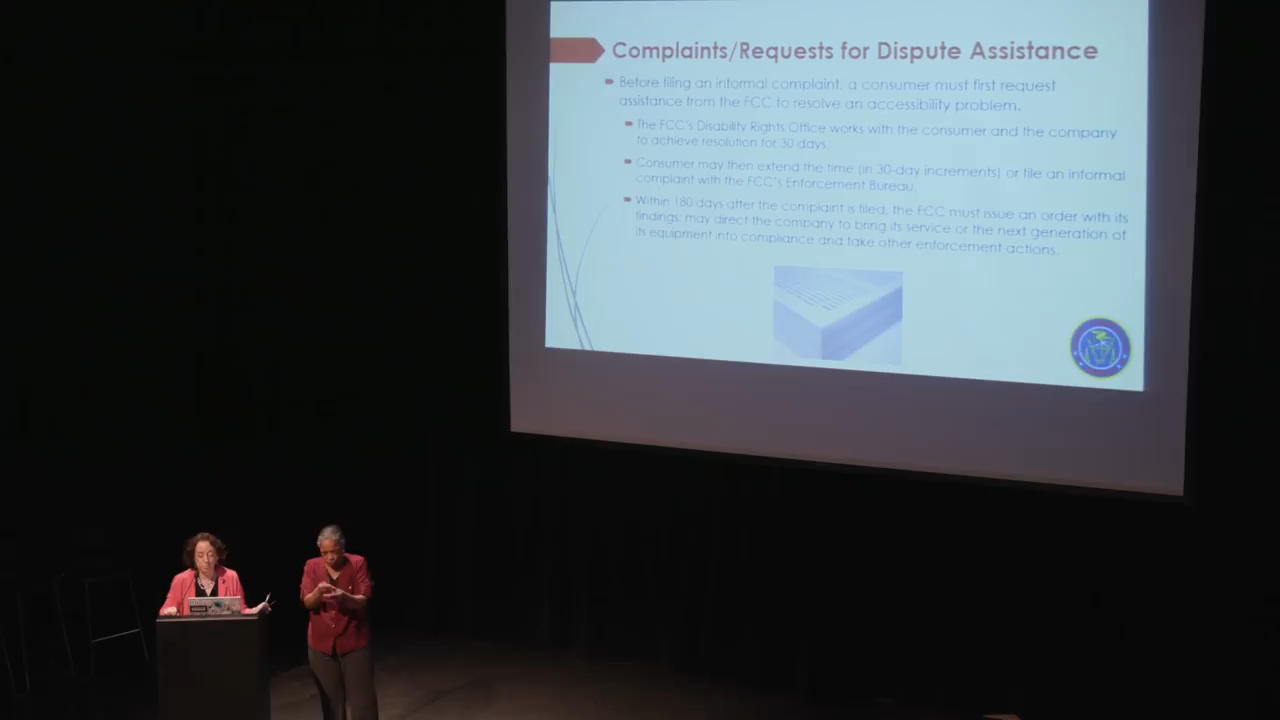 Complaints/Requests for Dispute Assistance
Before filing an informal complaint, a consumer must first request
assistance from the FCC to resolve an accessibility problem.
The FCC's Disability Rights Office works with the consumer and the company
to achieve resolution for 30 days.
Consumer may then extend the time (in 30-day increments) or file an informal
complaint with the FCC's Enforcement Bureau.
Within 180 days after the complaint is filed, the FCC must issue an order with its
findings; may direct the company to bring its service or the next generation of
its equipment into compliance and take other enforcement actions.